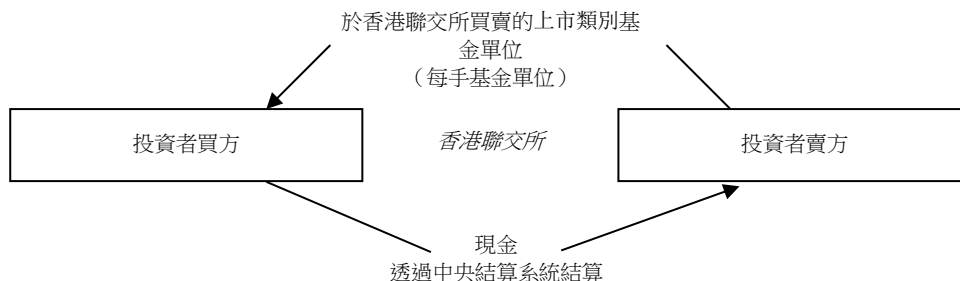 於香港聯交所買賣的上市類別基
金單位
（每手基金單位）
投資者買方
香港聯交所
投資者賣方
現金
透過中央結算系統結算